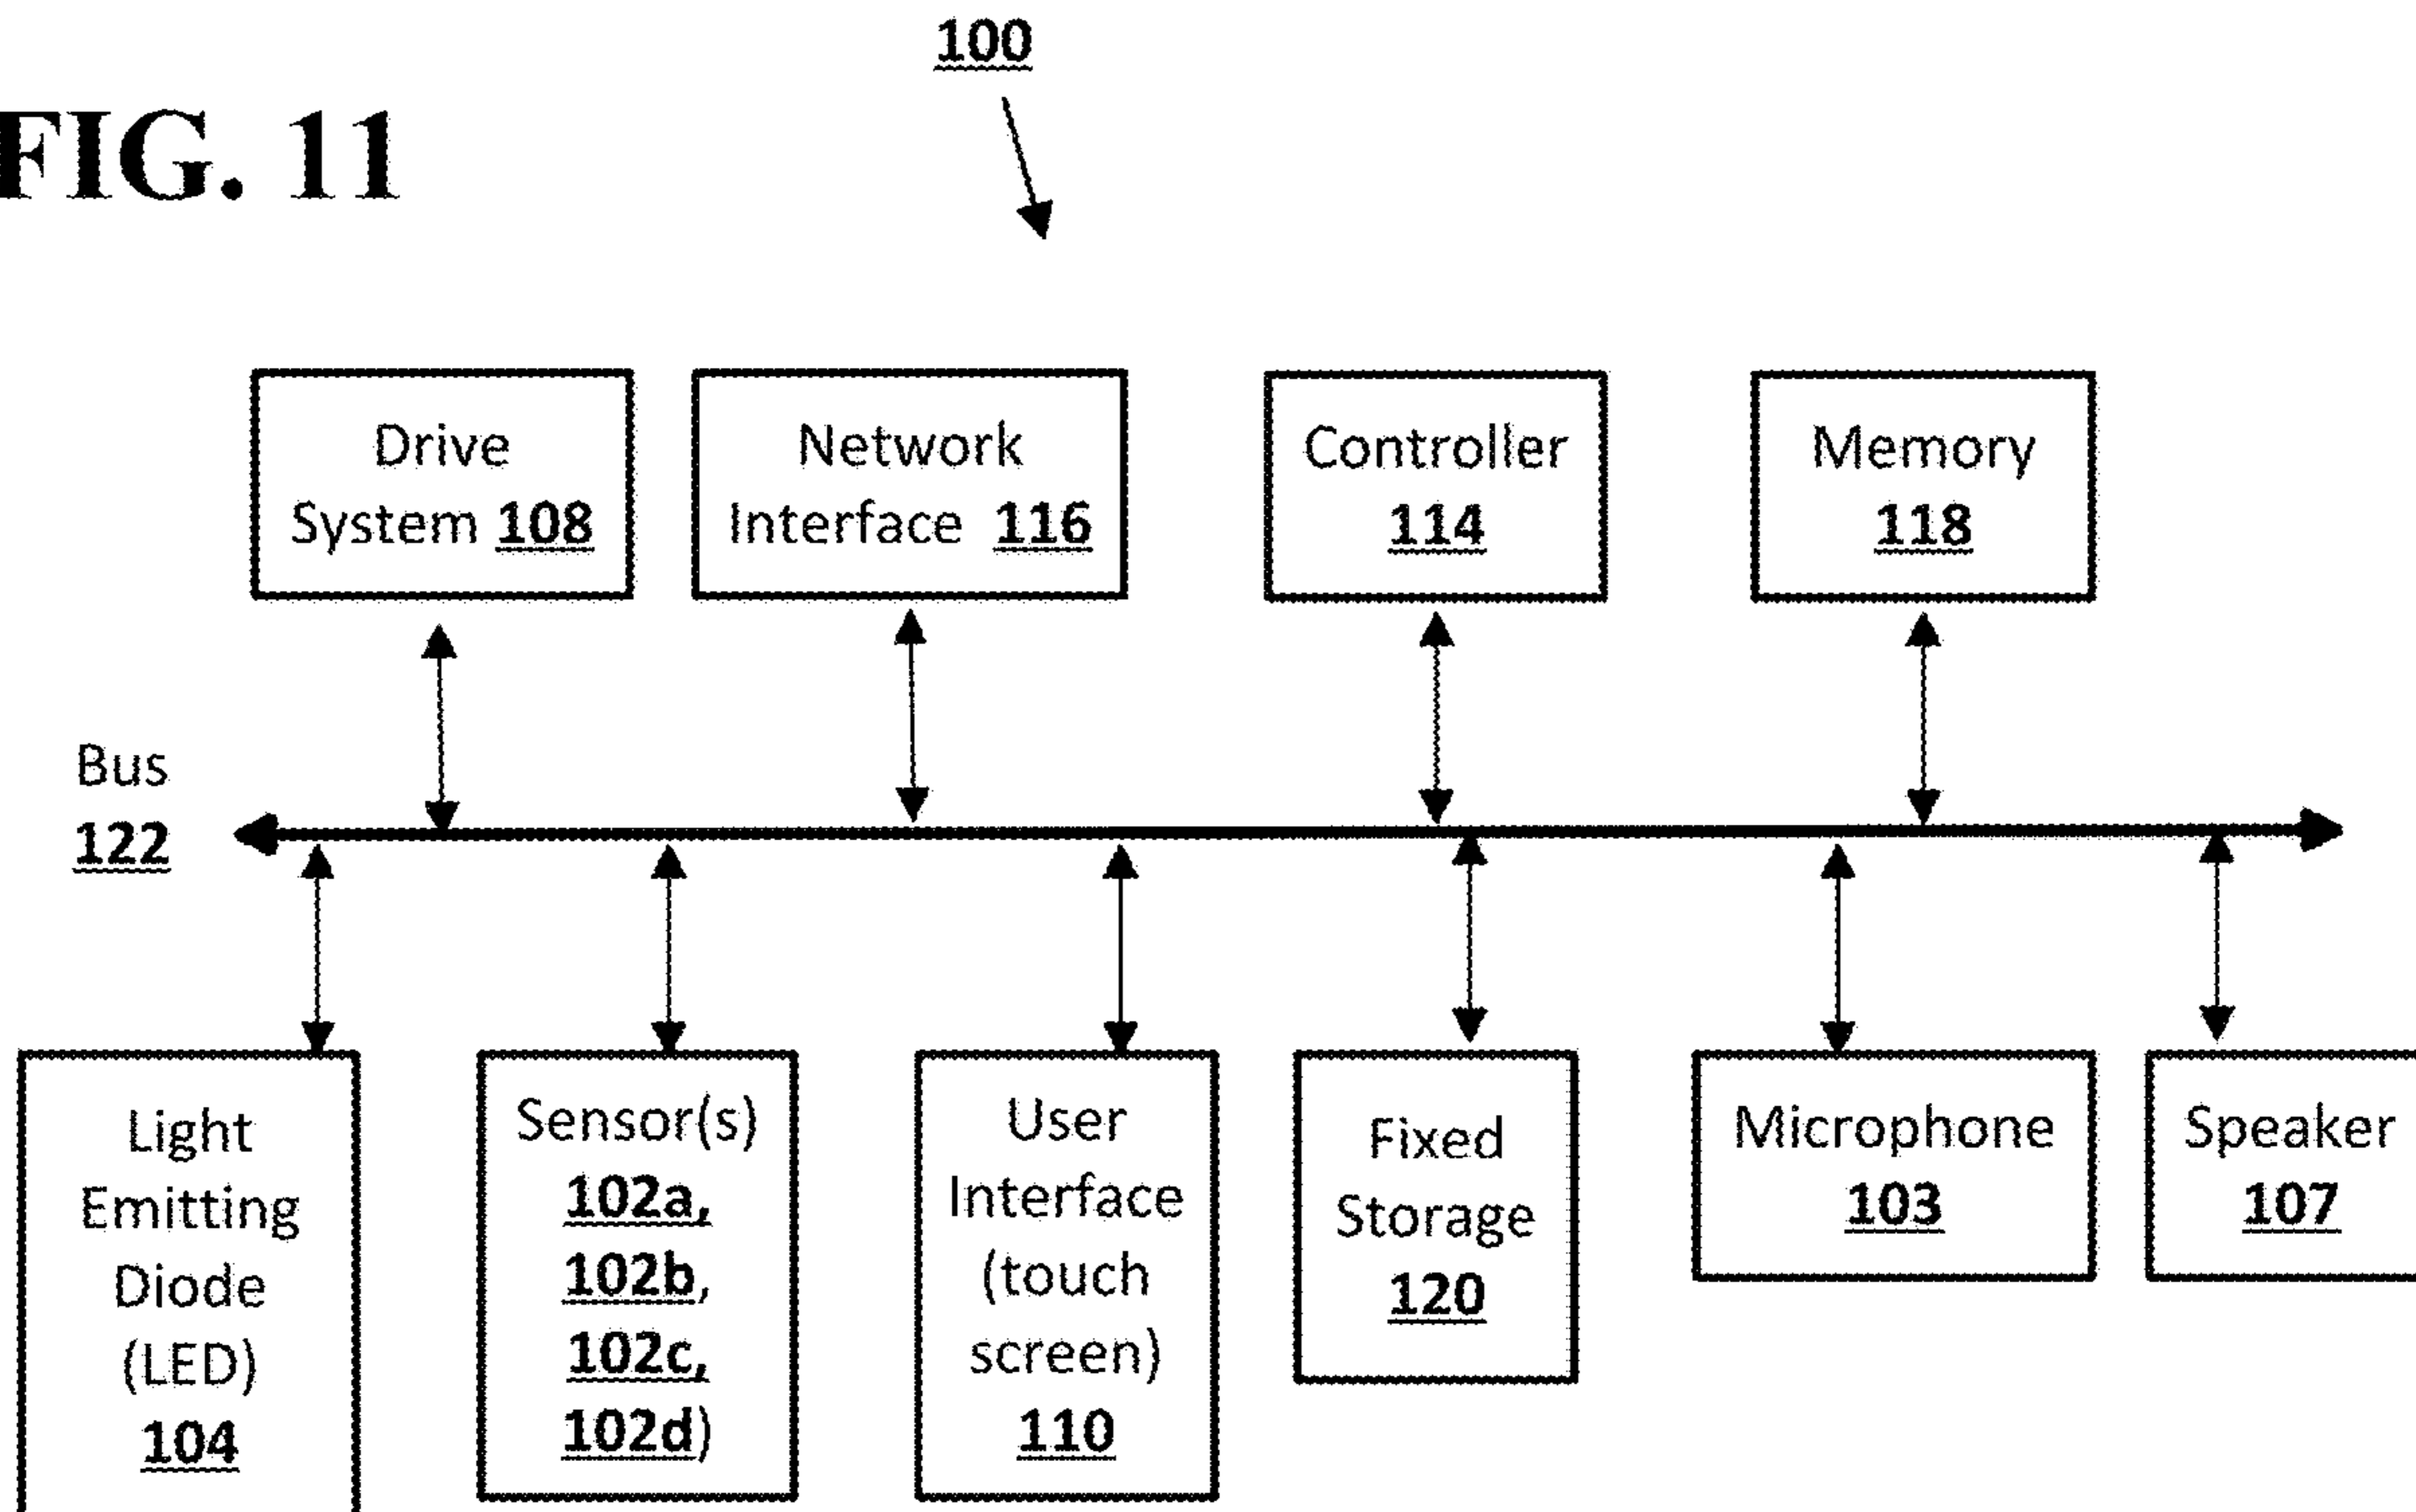 100
FIG. 11
Drive
System 108
Network
Interface 116
Controller
114
Memory
118
Bus
122
Light
Emitting
Diode
(LED)
104
Sensor(s)
102a,
102b,
102c,
102d)
User
Interface
(touch
screen)
110
Fixed
Storage
120
Microphone
103
Speaker
107